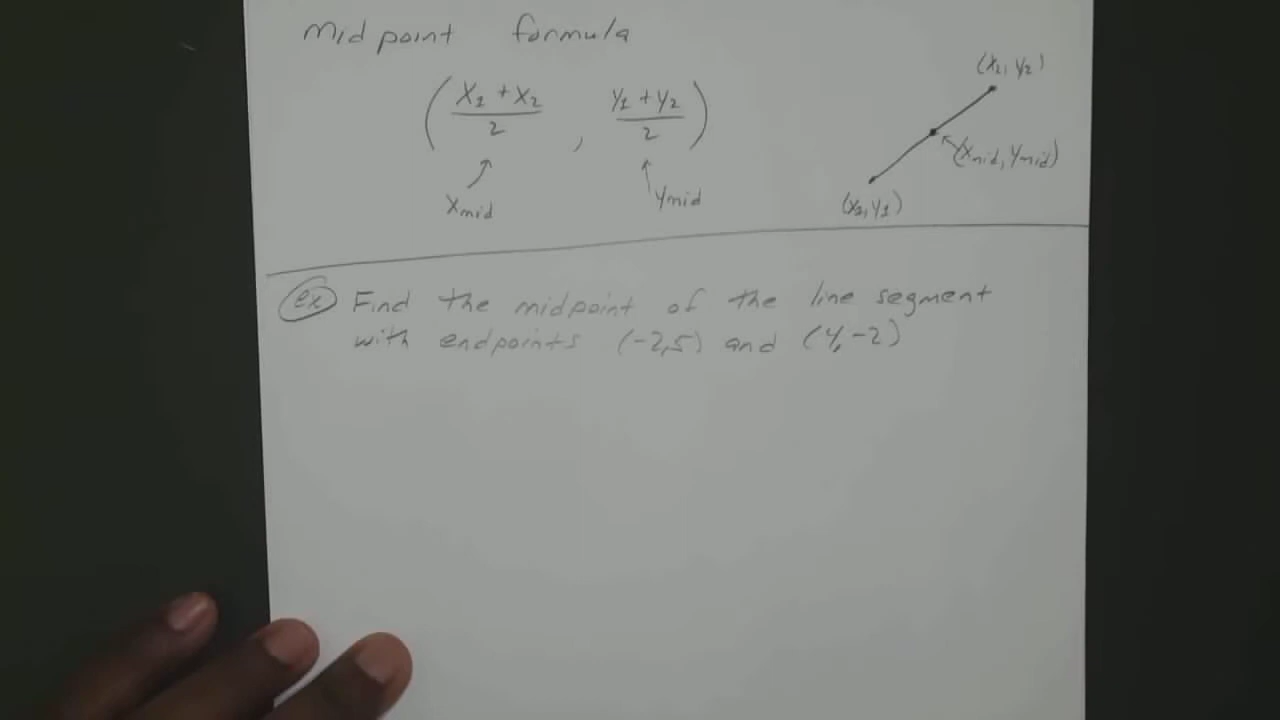 Midpoint formula
(x₁ + x₂ / 2 , y₁ + y₂ / 2)
xmid ymid
(x₂, y₂)
(xmid, ymid)
(x₁, y₁)
ex Find the midpoint of the line segment
with endpoints (-2,5) and (4,-2)